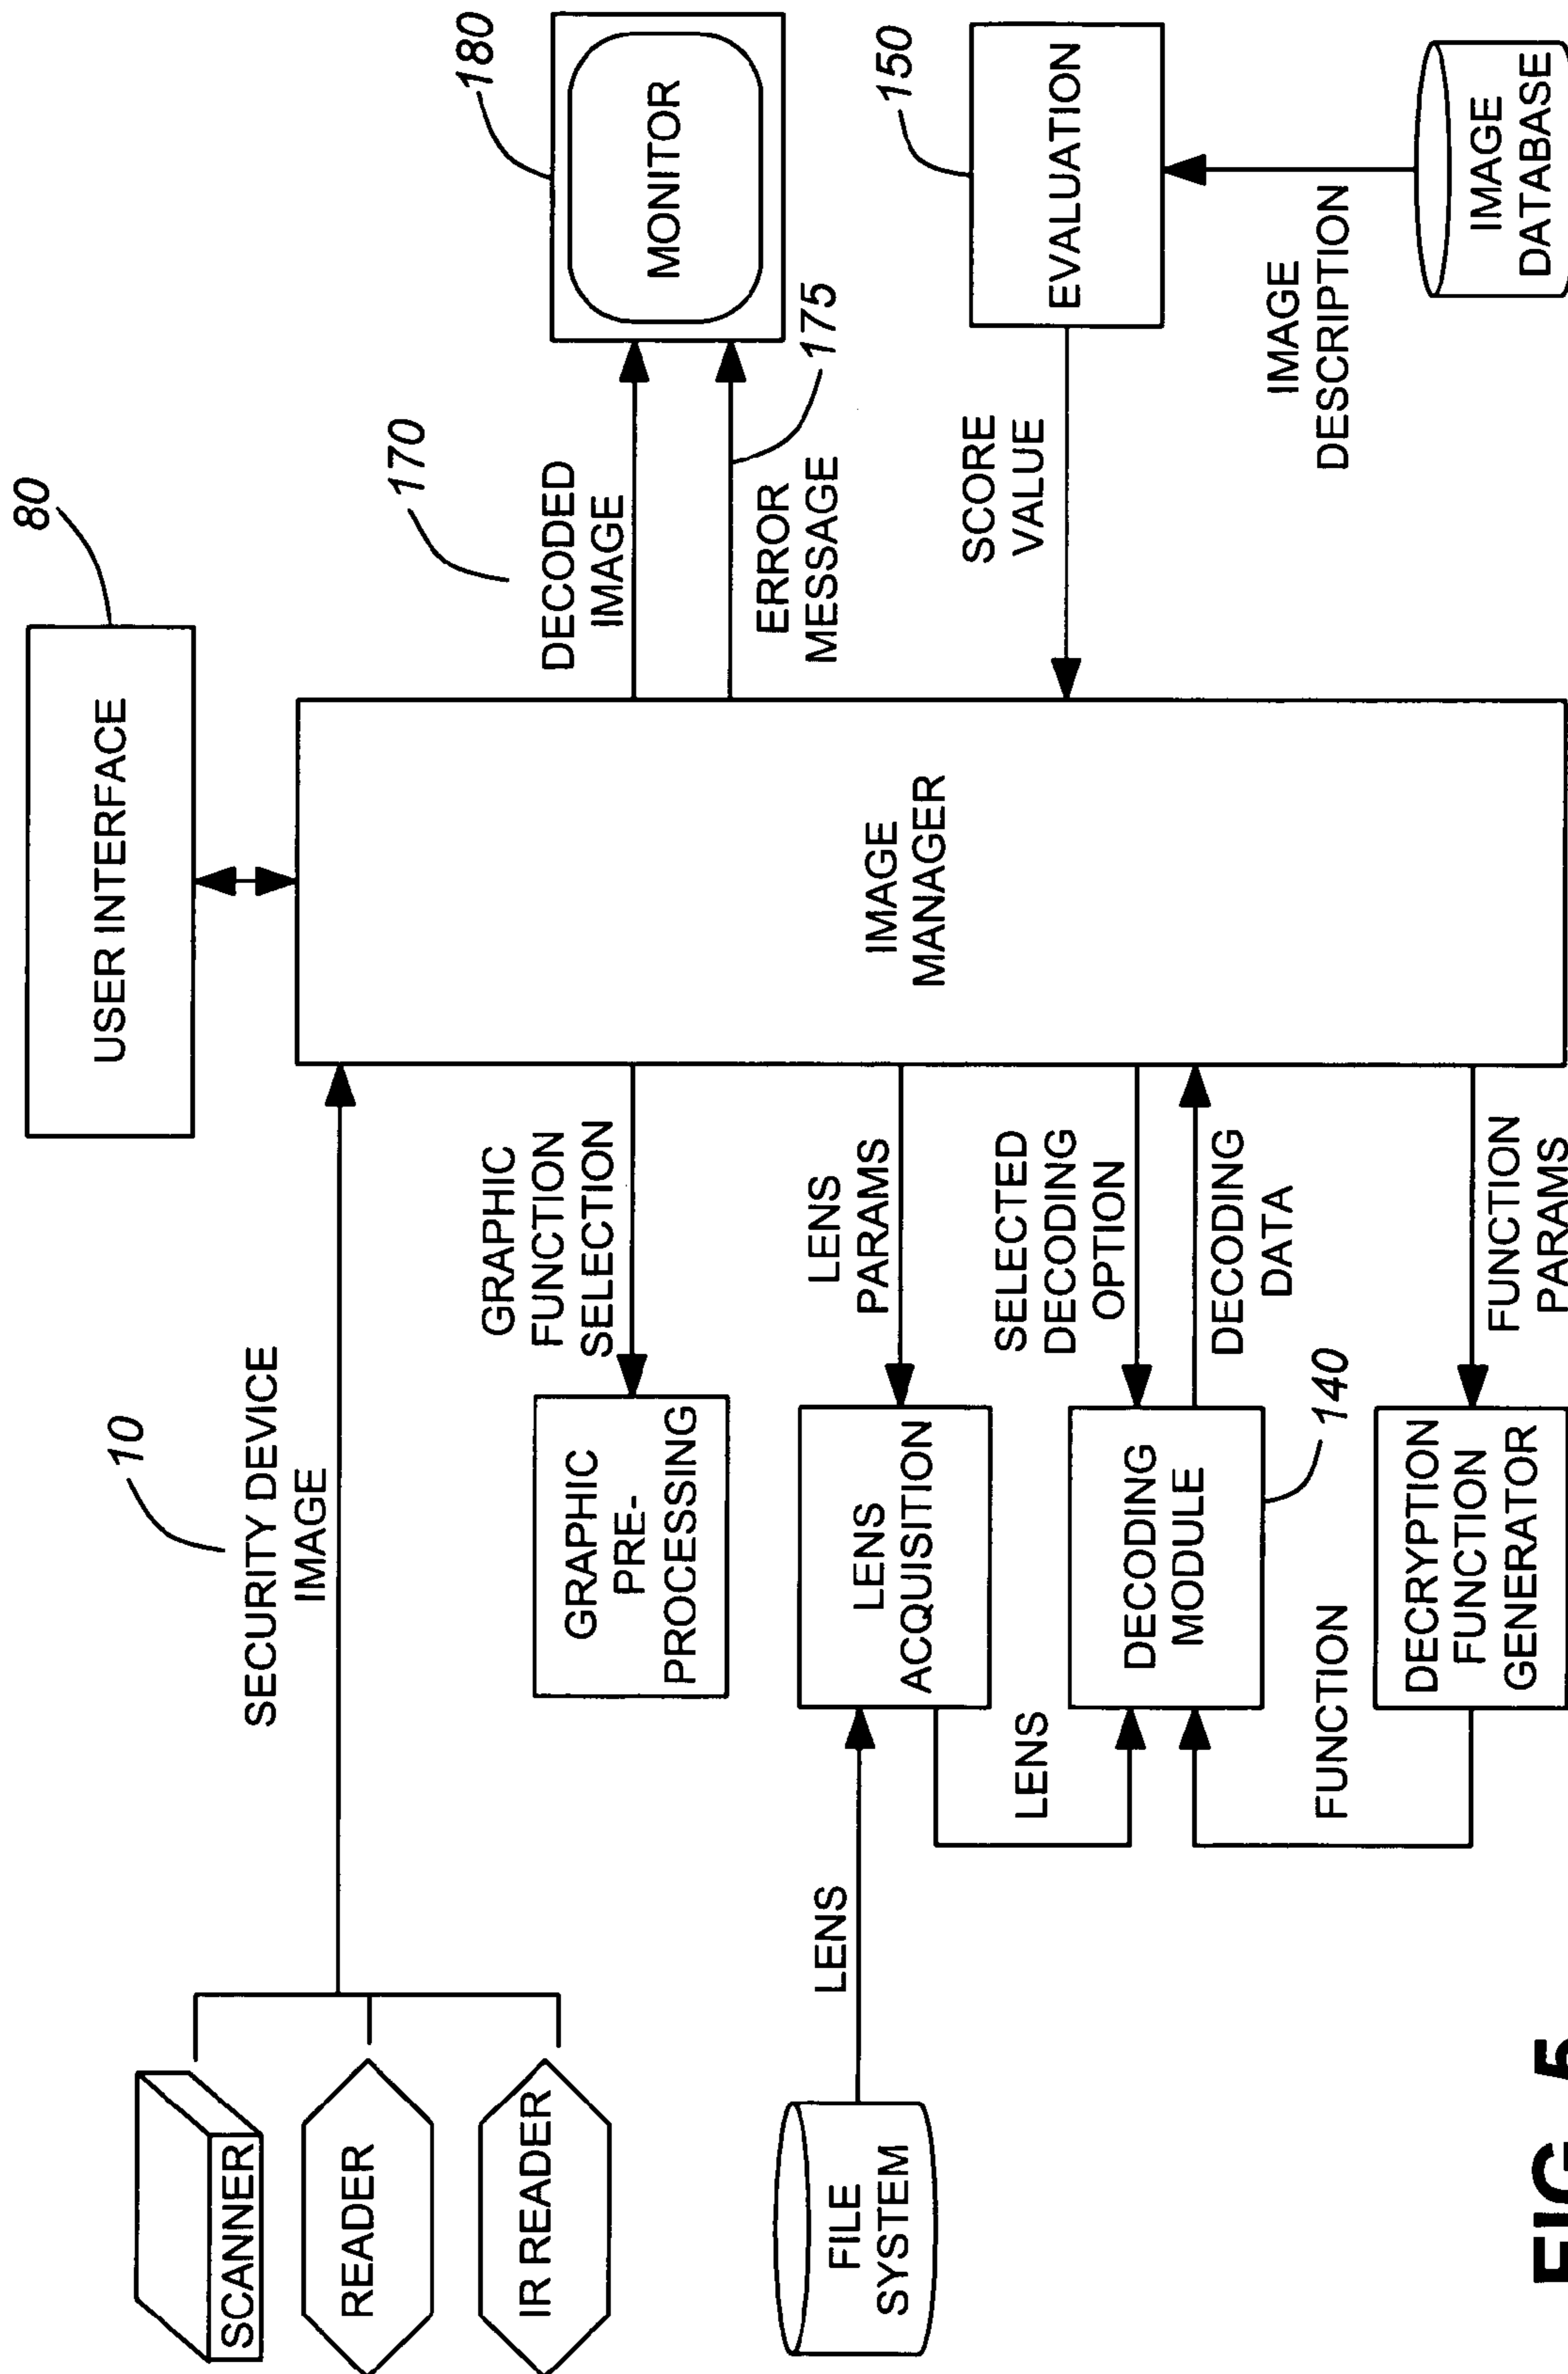 80
USER INTERFACE
10
SECURITY DEVICE
IMAGE
SCANNER
READER
IR READER
170
DECODED
IMAGE
180
MONITOR
ERROR
MESSAGE
175
GRAPHIC
FUNCTION
SELECTION
GRAPHIC
PRE-
PROCESSING
IMAGE
MANAGER
FILE
SYSTEM
LENS
LENS
ACQUISITION
LENS
PARAMS
LENS
SELECTED
DECODING
OPTION
DECODING
MODULE
DECODING
DATA
140
FUNCTION
DECRYPTION
FUNCTION
GENERATOR
FUNCTION
PARAMS
SCORE
VALUE
150
EVALUATION
IMAGE
DESCRIPTION
IMAGE
DATABASE
FIG. 5